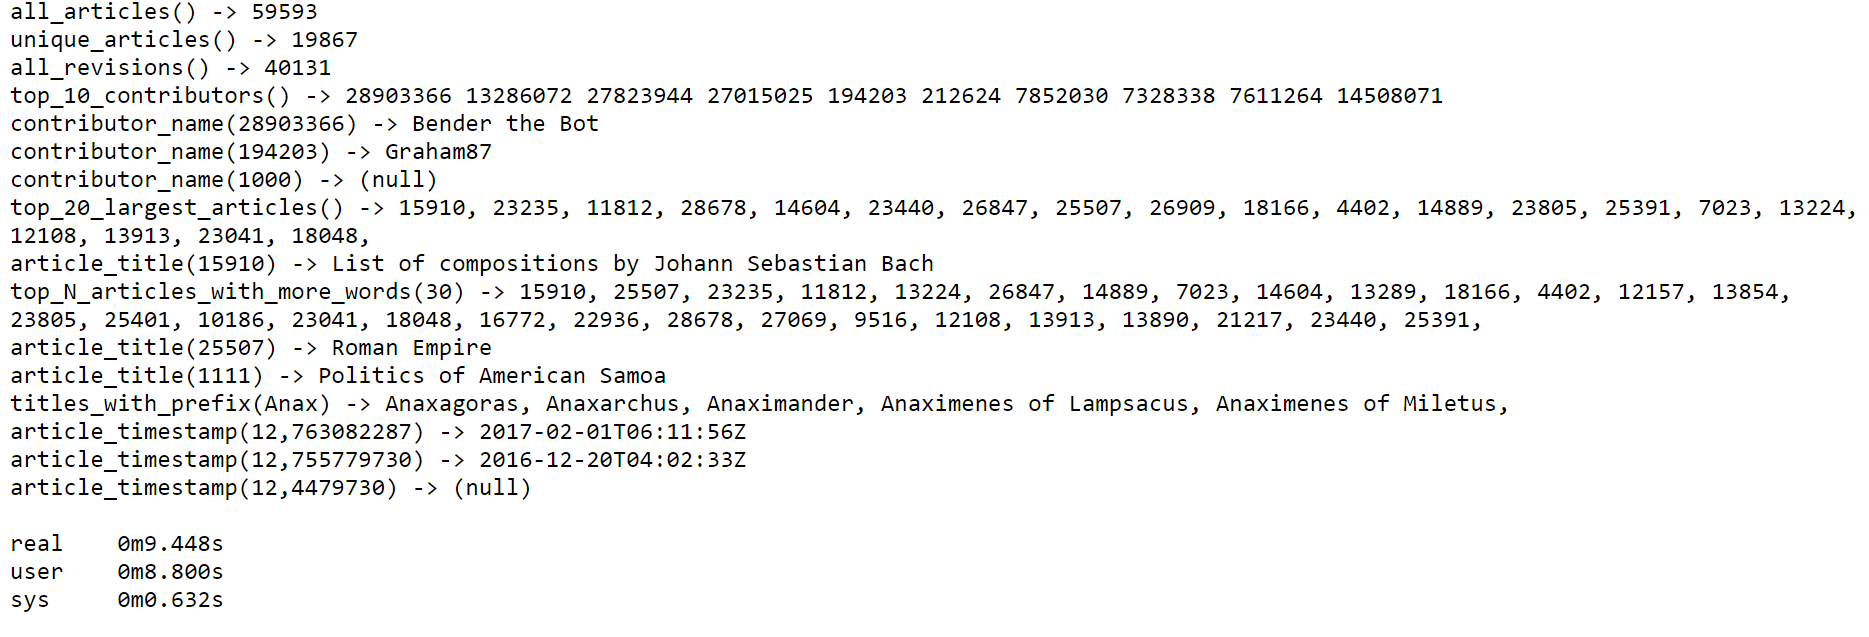 all_articles() -> 59593
unique_articles() -> 19867
all_revisions() -> 40131
top_10_contributors() -> 28903366 13286072 27823944 27015025 194203 212624 7852030 7328338 7611264 14508071
contributor_name(28903366) -> Bender the Bot
contributor_name(194203) -> Graham87
contributor_name(1000) -> (null)
top_20_largest_articles() -> 15910, 23235, 11812, 28678, 14604, 23440, 26847, 25507, 26909, 18166, 4402, 14889, 23805, 25391, 7023, 13224,
12108, 13913, 23041, 18048,
article_title(15910) -> List of compositions by Johann Sebastian Bach
top_N_articles_with_more_words(30) -> 15910, 25507, 23235, 11812, 13224, 26847, 14889, 7023, 14604, 13289, 18166, 4402, 12157, 13854,
23805, 25401, 10186, 23041, 18048, 16772, 22936, 28678, 27069, 9516, 12108, 13913, 13890, 21217, 23440, 25391,
article_title(25507) -> Roman Empire
article_title(1111) -> Politics of American Samoa
titles_with_prefix(Anax) -> Anaxagoras, Anaxarchus, Anaximander, Anaximenes of Lampsacus, Anaximenes of Miletus,
article_timestamp(12,763082287) -> 2017-02-01T06:11:56Z
article_timestamp(12,755779730) -> 2016-12-20T04:02:33Z
article_timestamp(12,4479730) -> (null)
real 0m9.448s
user 0m8.800s
sys 0m0.632s